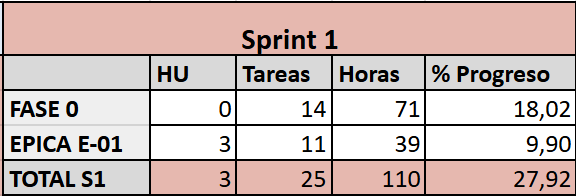 Sprint 1
HU Tareas Horas % Progreso
FASE 0 0 14 71 18,02
EPICA E-01 3 11 39 9,90
TOTAL S1 3 25 110 27,92